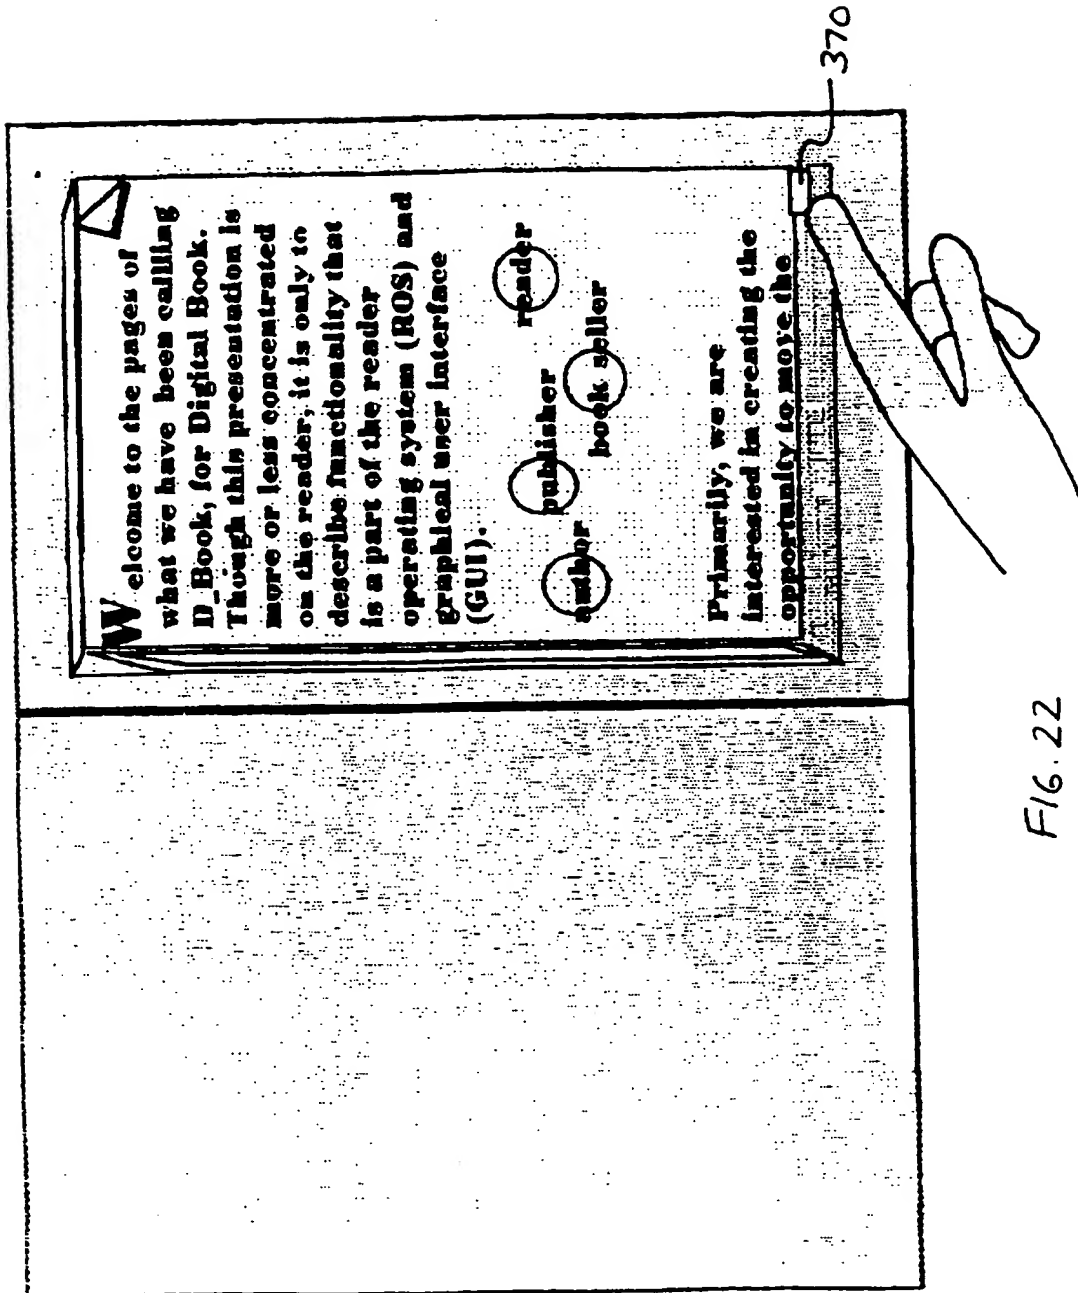 Welcome to the pages of
what we have been callling
D_Book, for Digital Book.
Though this presentation is
more or less concentrated
on the reader, it is only to
describe functionality that
is a part of the reader
operating system (ROS) and
graphical user interface
(GUI).
author
publisher
book seller
reader
Primarily, we are
interested in creating the
opportunity to move the
370
FIG. 22